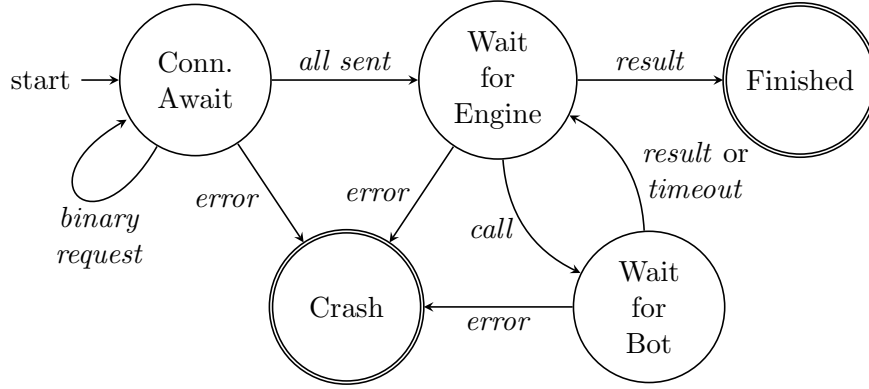 start
Conn.
Await
all sent
Wait
for
Engine
result
Finished
binary
request
error
error
call
result or
timeout
Crash
error
Wait
for
Bot